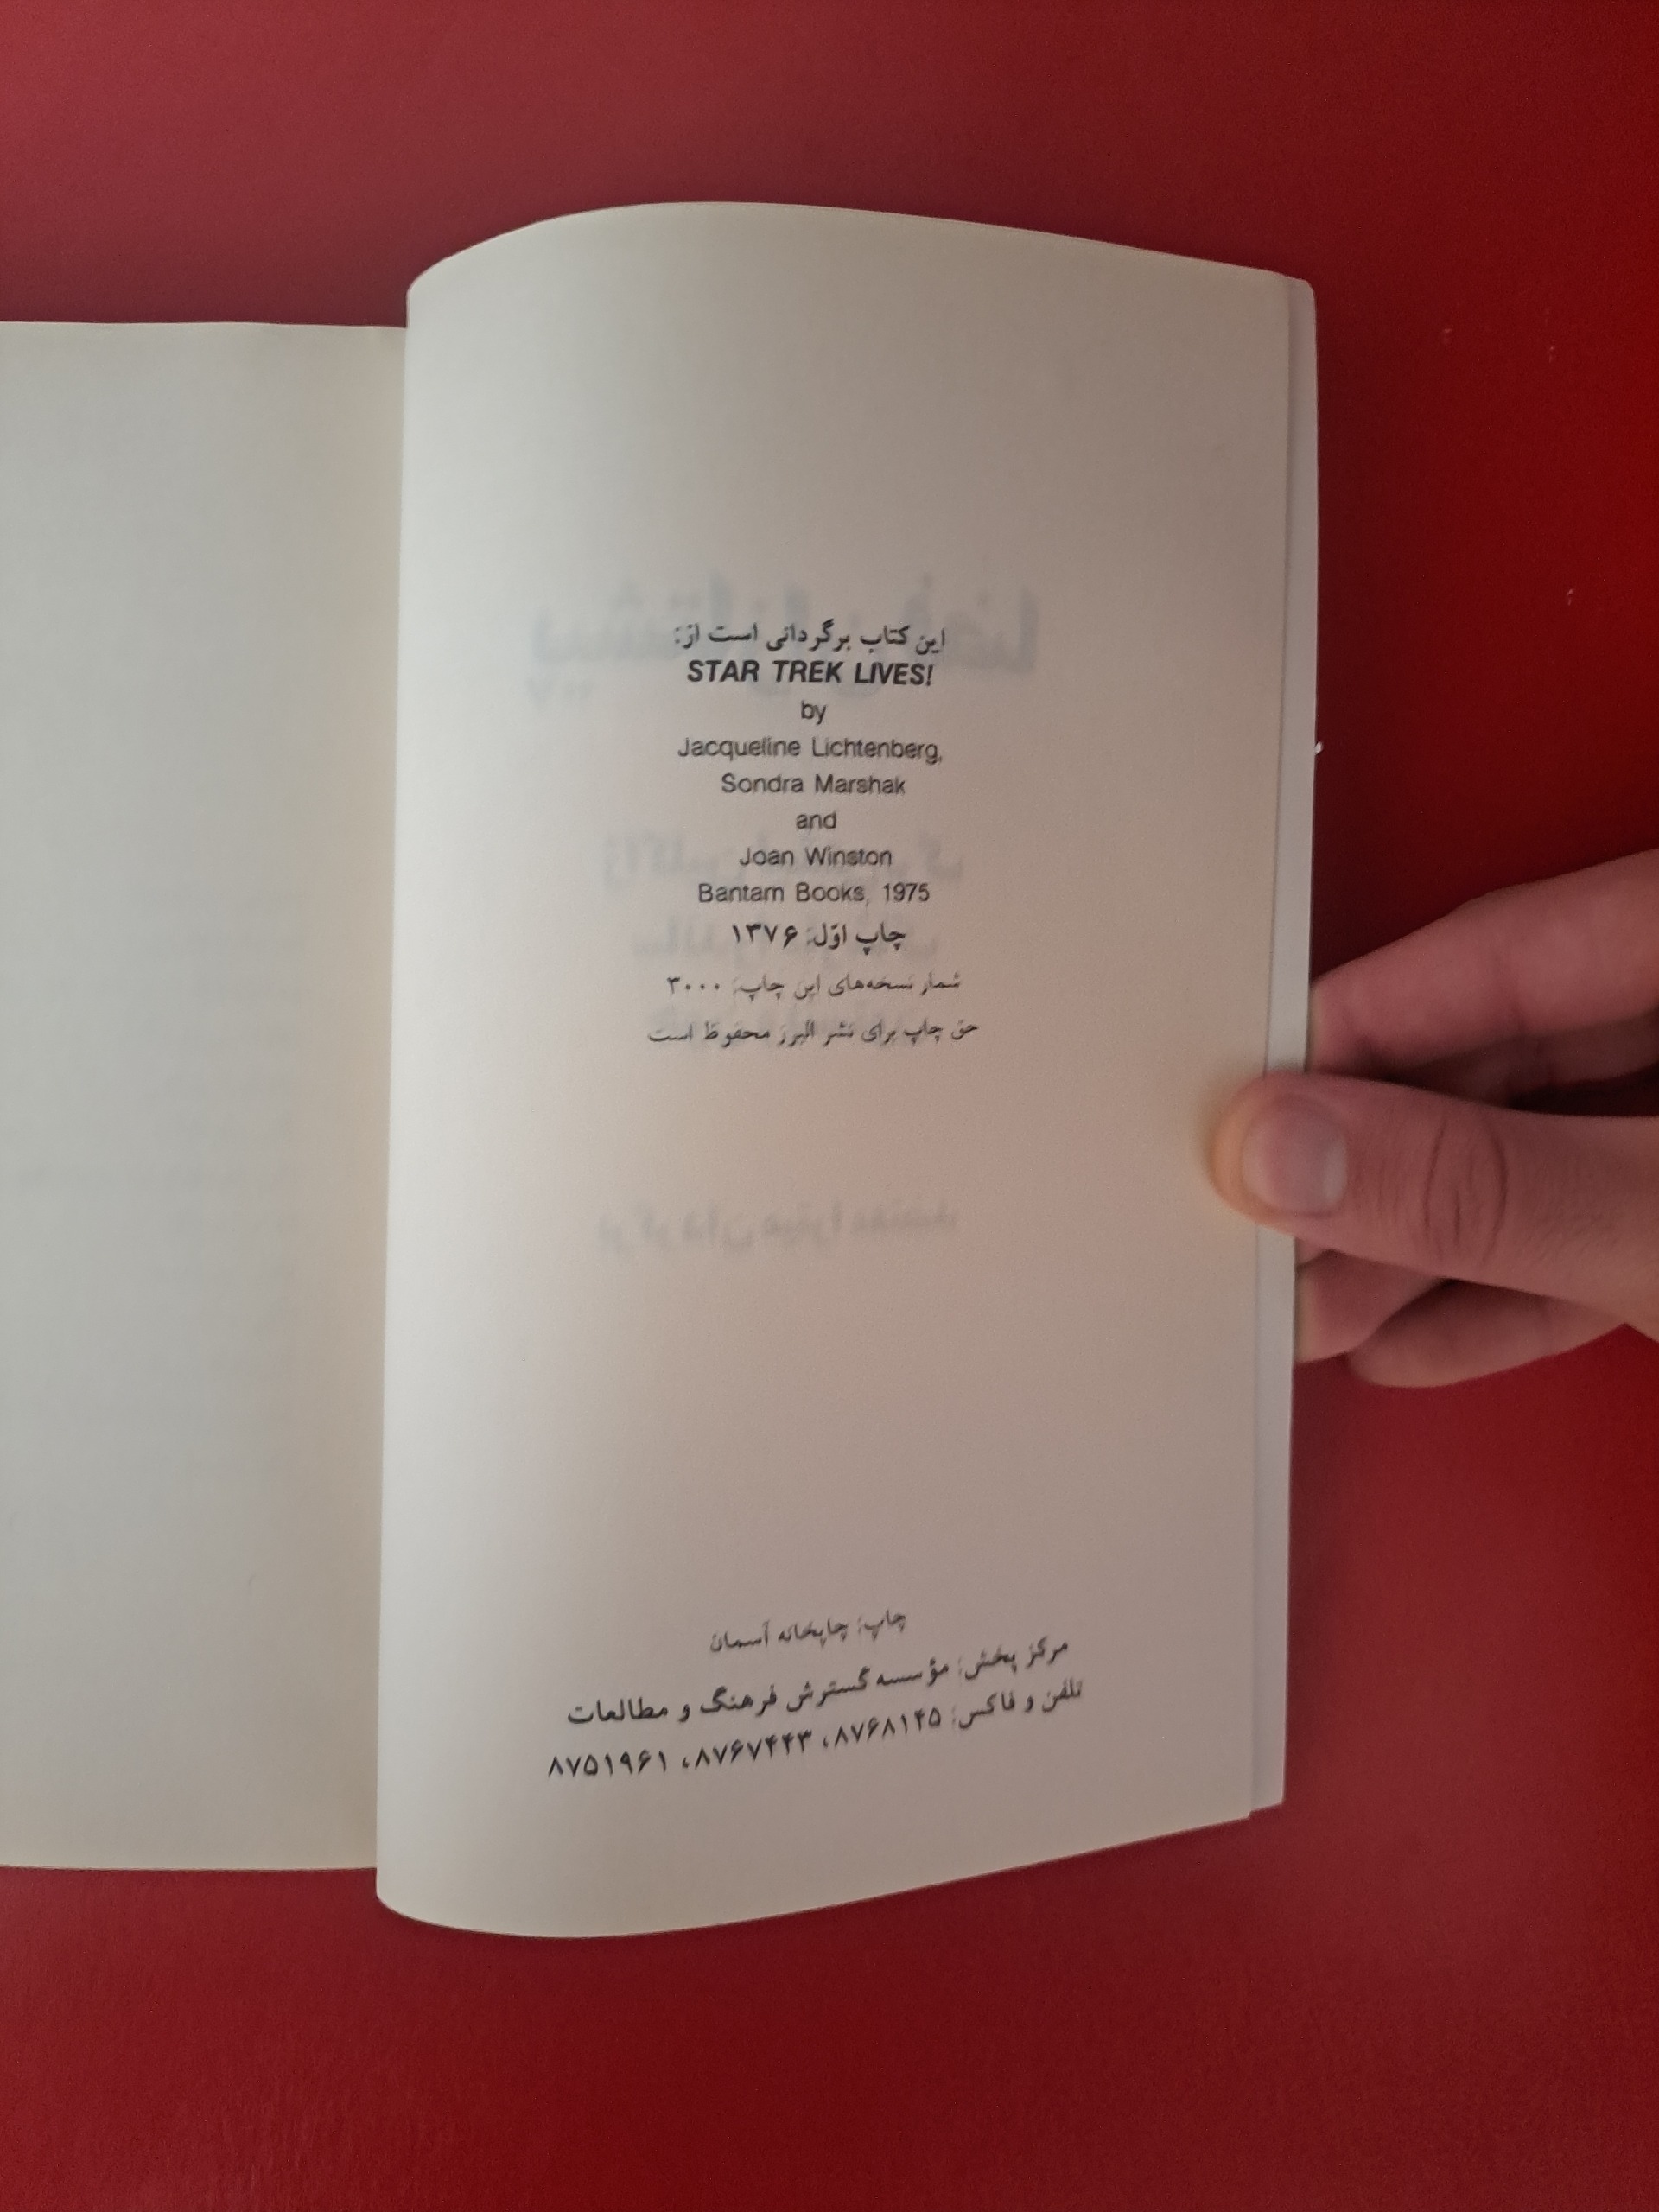 این کتاب برگردانی است از:
STAR TREK LIVES!
by
Jacqueline Lichtenberg,
Sondra Marshak
and
Joan Winston
Bantam Books, 1975
چاپ اوّل: ۱۳۷۶
شمار نسخه‌های این چاپ: ۳۰۰۰
حق چاپ برای نشر البرز محفوظ است
چاپ: چاپخانه آسمان
مرکز پخش: مؤسسه گسترش فرهنگ و مطالعات
تلفن و فاکس: ۸۷۶۸۱۴۵، ۸۷۶۷۴۴۳، ۸۷۵۱۹۶۱